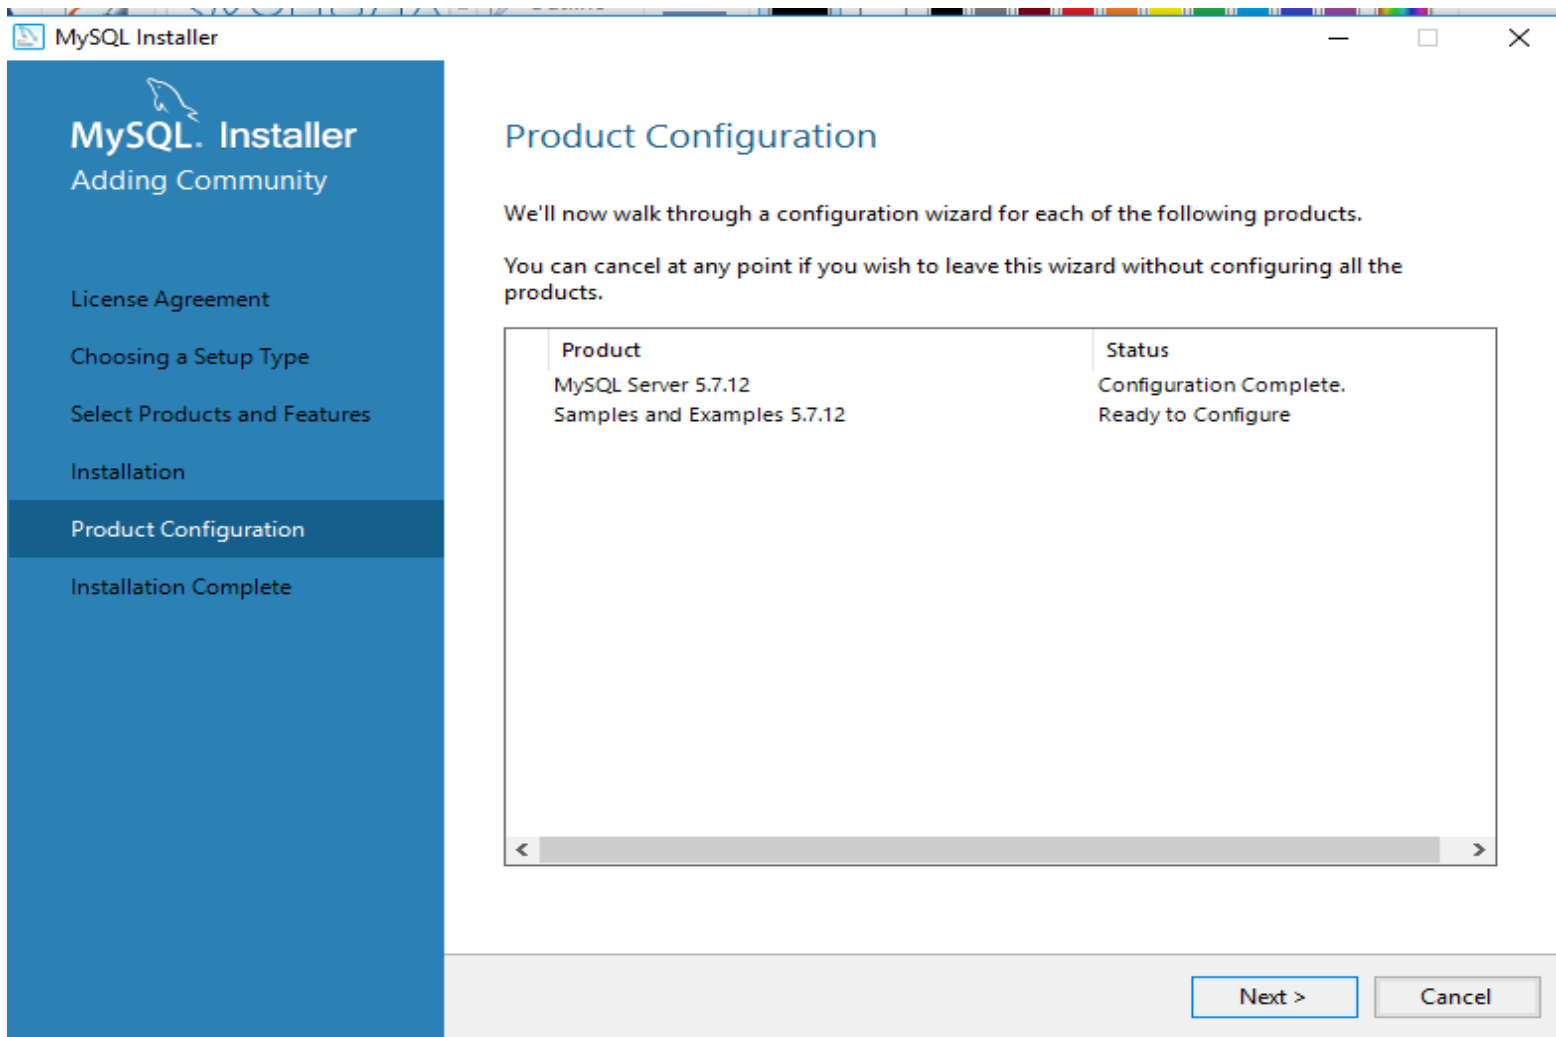 MySQL Installer
MySQL. Installer
Adding Community
License Agreement
Choosing a Setup Type
Select Products and Features
Installation
Product Configuration
Installation Complete
Product Configuration
We'll now walk through a configuration wizard for each of the following products.
You can cancel at any point if you wish to leave this wizard without configuring all the
products.
Product Status
MySQL Server 5.7.12 Configuration Complete.
Samples and Examples 5.7.12 Ready to Configure
Next >
Cancel